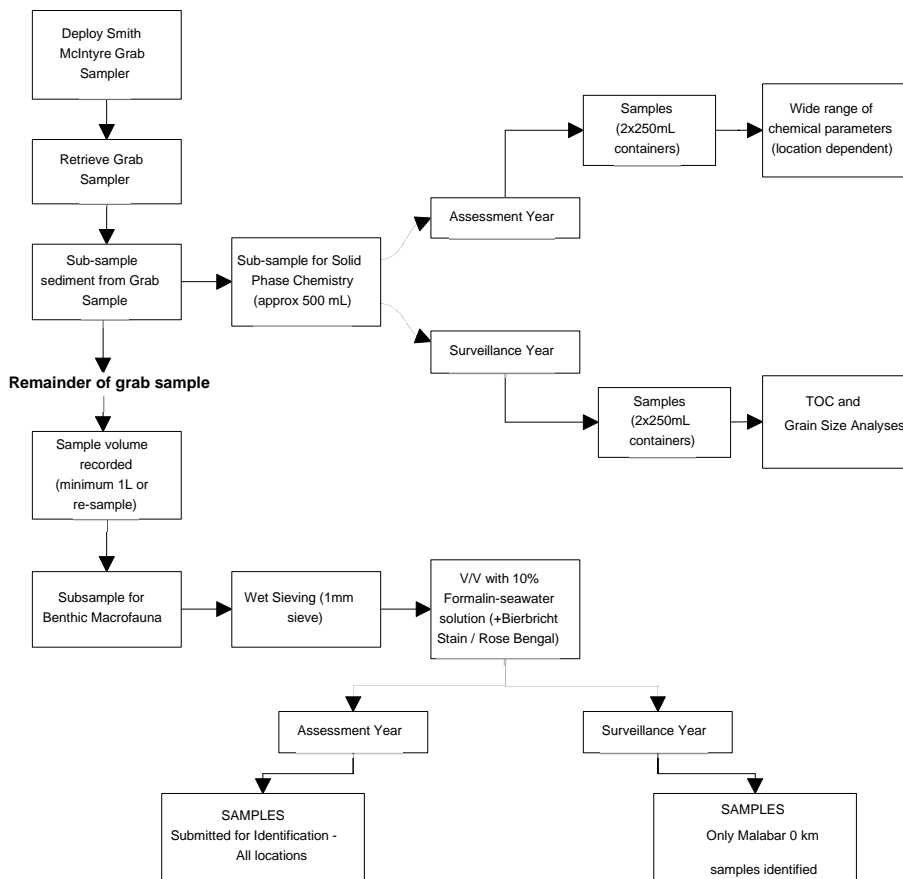 Deploy Smith
McIntyre Grab
Sampler
Retrieve Grab
Sampler
Sub-sample
sediment from Grab
Sample
Sub-sample for Solid
Phase Chemistry
(approx 500 mL)
Assessment Year
Samples
(2x250mL
containers)
Wide range of
chemical parameters
(location dependent)
Surveillance Year
Samples
(2x250mL
containers)
TOC and
Grain Size Analyses
Remainder of grab sample
Sample volume
recorded
(minimum 1L or
re-sample)
Subsample for
Benthic Macrofauna
Wet Sieving (1mm
sieve)
V/V with 10%
Formalin-seawater
solution (+Bierbricht
Stain / Rose Bengal)
Assessment Year
Surveillance Year
SAMPLES
Submitted for Identification -
All locations
SAMPLES
Only Malabar 0 km
samples identified